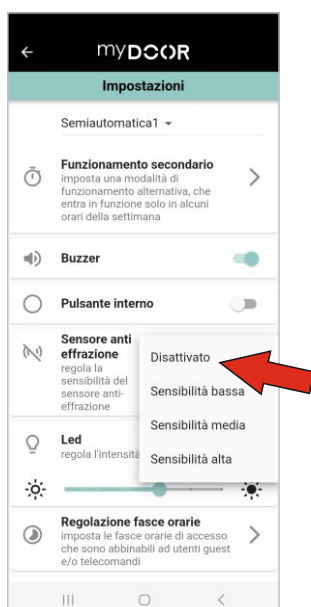 myDOOR
Impostazioni
Semiautomatica1
Funzionamento secondario
imposta una modalità di
funzionamento alternativa, che
entra in funzione solo in alcuni
orari della settimana
Buzzer
Pulsante interno
Sensore anti
effrazione
regola la
sensibilità del
sensore anti-
effrazione
Disattivato
Sensibilità bassa
Sensibilità media
Sensibilità alta
Led
regola l'intensità
Regolazione fasce orarie
imposta le fasce orarie di accesso
che sono abbinabili ad utenti guest
e/o telecomandi